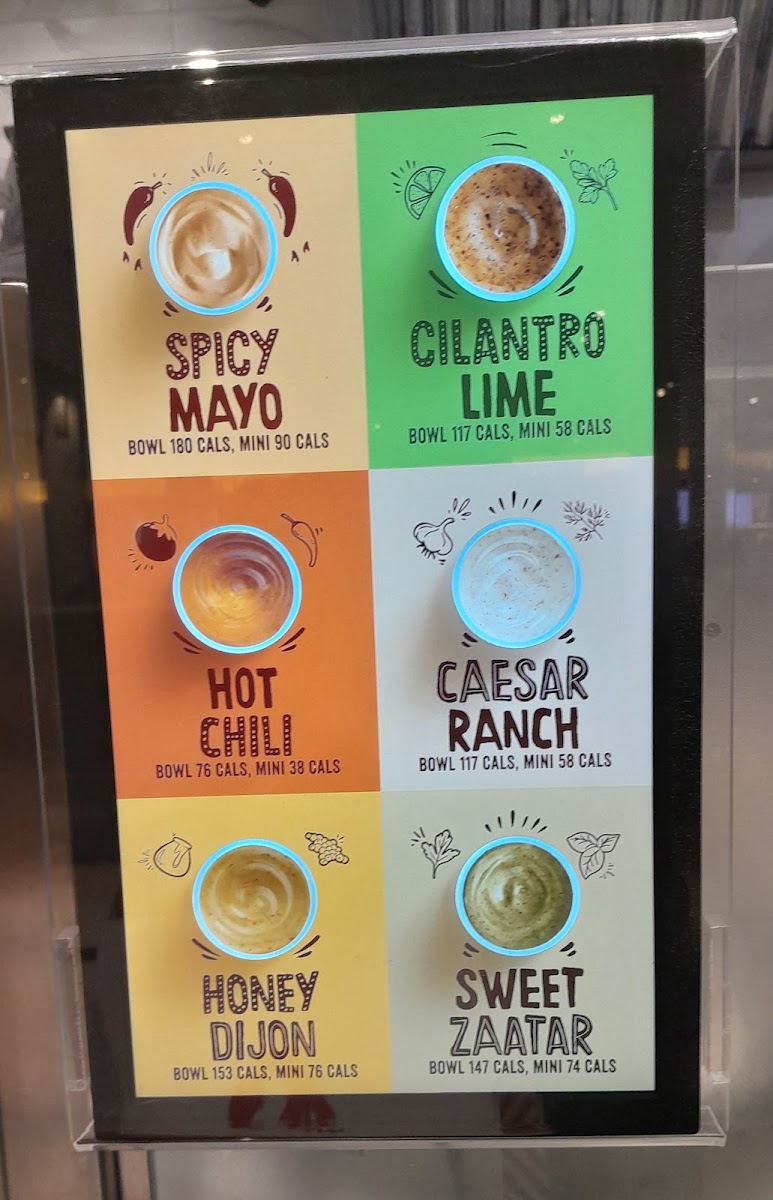 SPICY
MAYO
BOWL 180 CALS, MINI 90 CALS
CILANTRO
LIME
BOWL 117 CALS, MINI 58 CALS
HOT
CHILI
BOWL 76 CALS, MINI 38 CALS
CAESAR
RANCH
BOWL 117 CALS, MINI 58 CALS
HONEY
DIJON
BOWL 153 CALS, MINI 76 CALS
SWEET
ZAATAR
BOWL 147 CALS, MINI 74 CALS